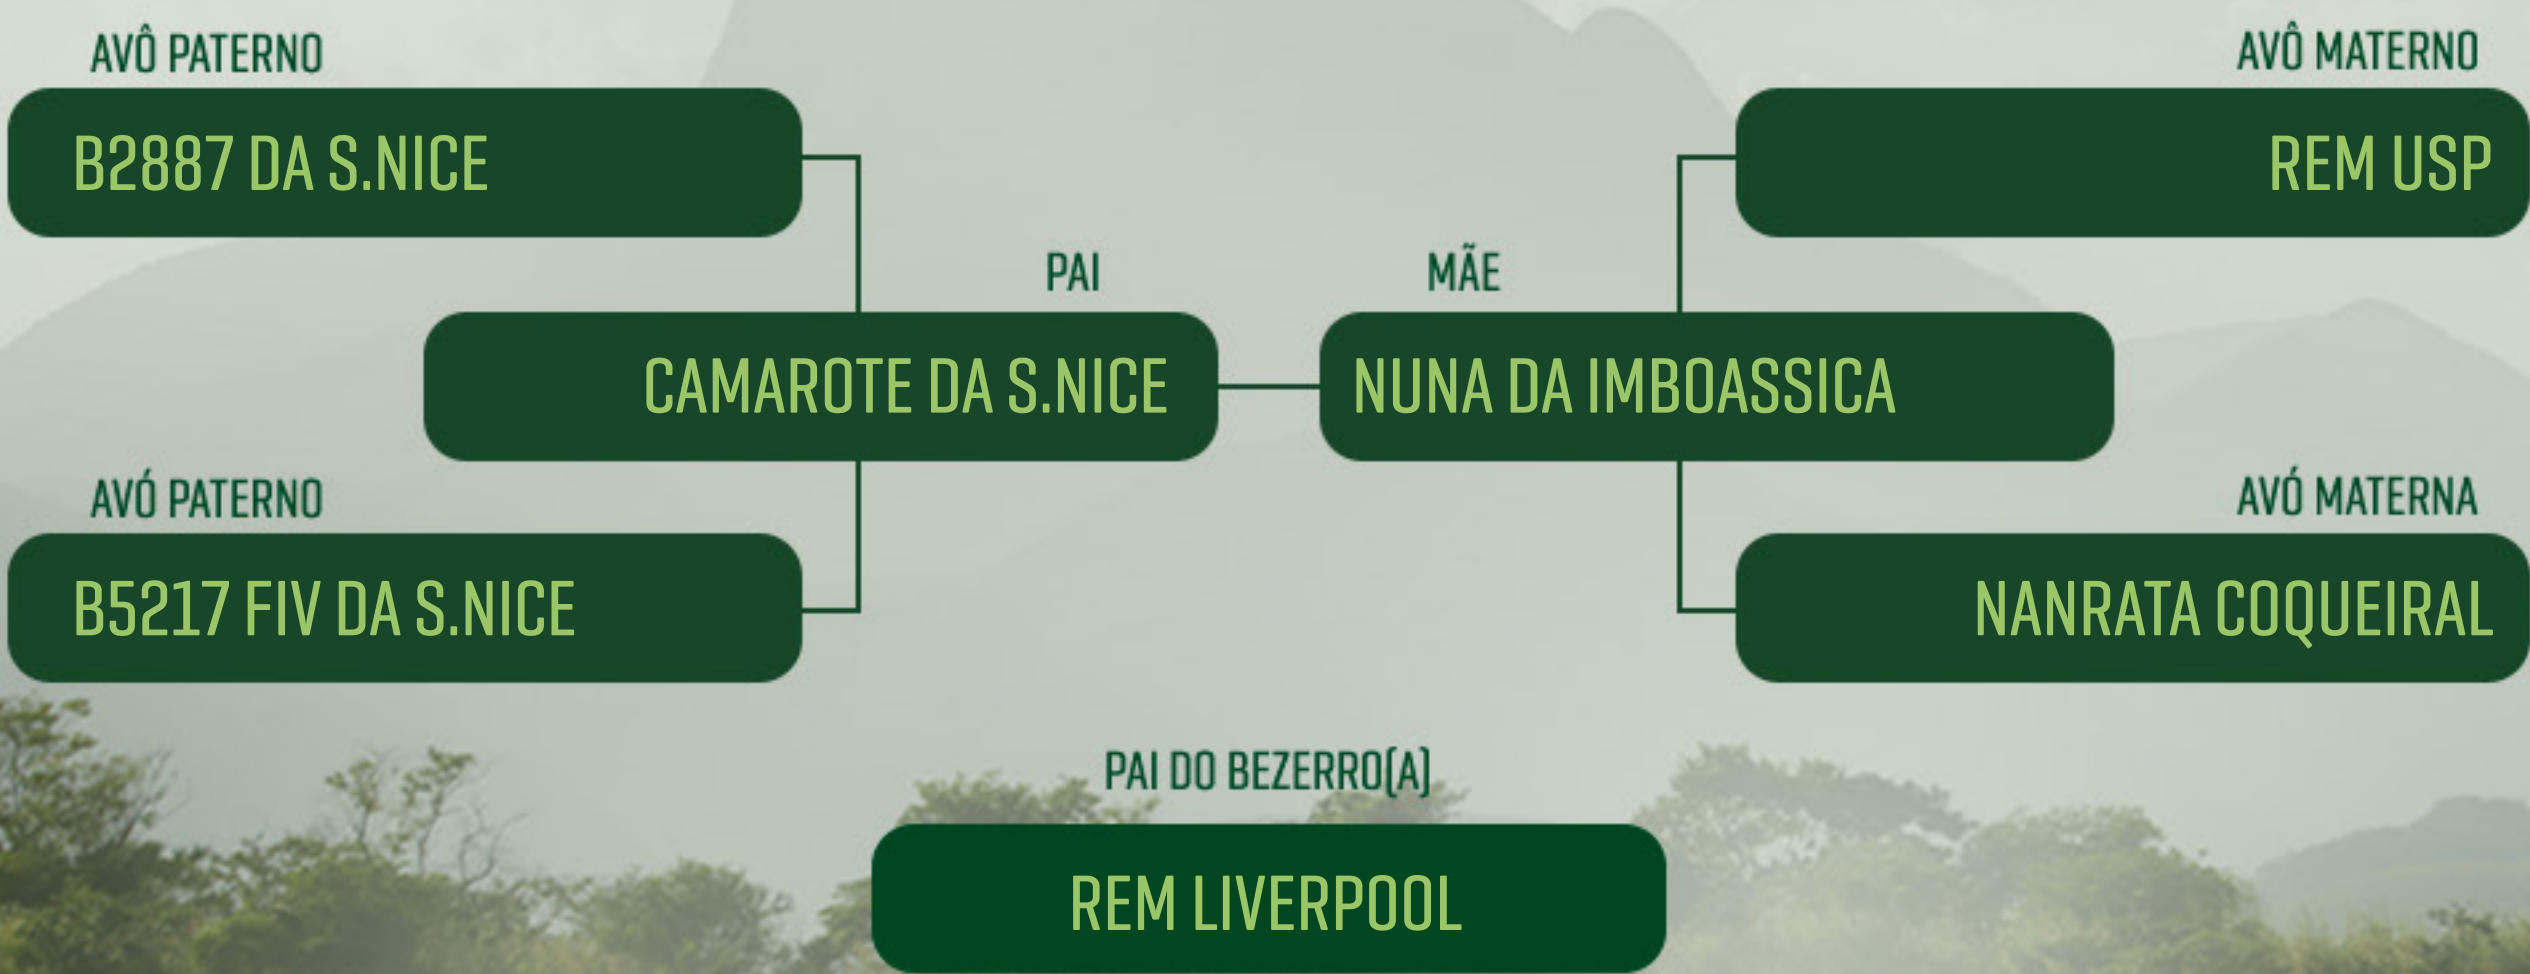 AVÔ PATERNO
AVÔ MATERNO
B2887 DA S.NICE
REM USP
PAI
MÃE
CAMAROTE DA S.NICE
NUNA DA IMBOASSICA
AVÓ PATERNO
AVÓ MATERNA
B5217 FIV DA S.NICE
NANRATA COQUEIRAL
PAI DO BEZERRO(A)
REM LIVERPOOL